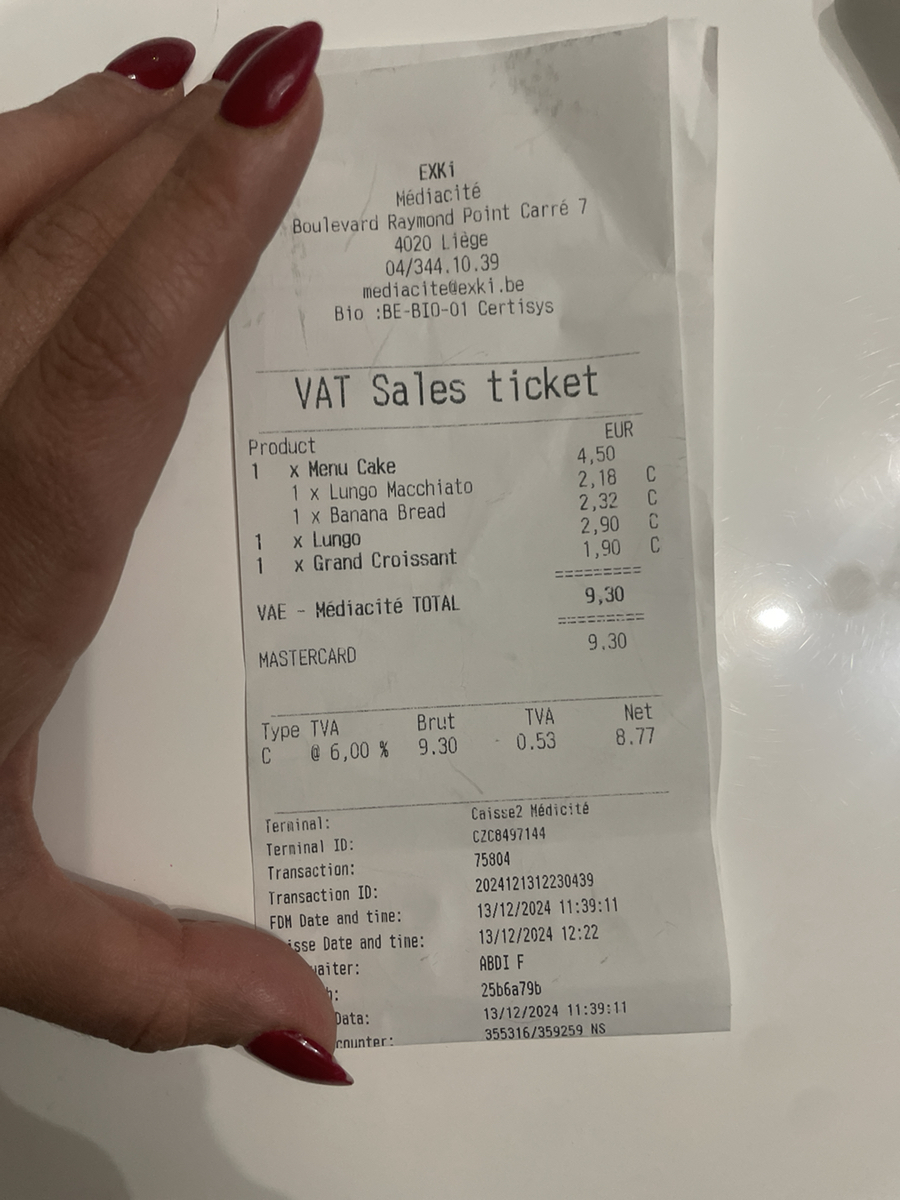 EXKi
Médiacité
Boulevard Raymond Point Carré 7
4020 Liège
04/344.10.39
mediacite@exki.be
Bio :BE-BIO-01 Certisys
VAT Sales ticket
Product EUR
1 x Menu Cake 4,50
1 x Lungo Macchiato 2,18 C
1 x Banana Bread 2,32 C
1 x Lungo 2,90 C
1 x Grand Croissant 1,90 C
=========
VAE - Médiacité TOTAL 9,30
=========
MASTERCARD 9.30
Type TVA Brut TVA Net
C @ 6,00 % 9.30 0.53 8.77
Terminal: Caisse2 Médicité
Terminal ID: CZC8497144
Transaction: 75804
Transaction ID: 2024121312230439
FDM Date and time: 13/12/2024 11:39:11
isse Date and time: 13/12/2024 12:22
waiter: ABDI F
h: 25b6a79b
Data: 13/12/2024 11:39:11
counter: 355316/359259 NS